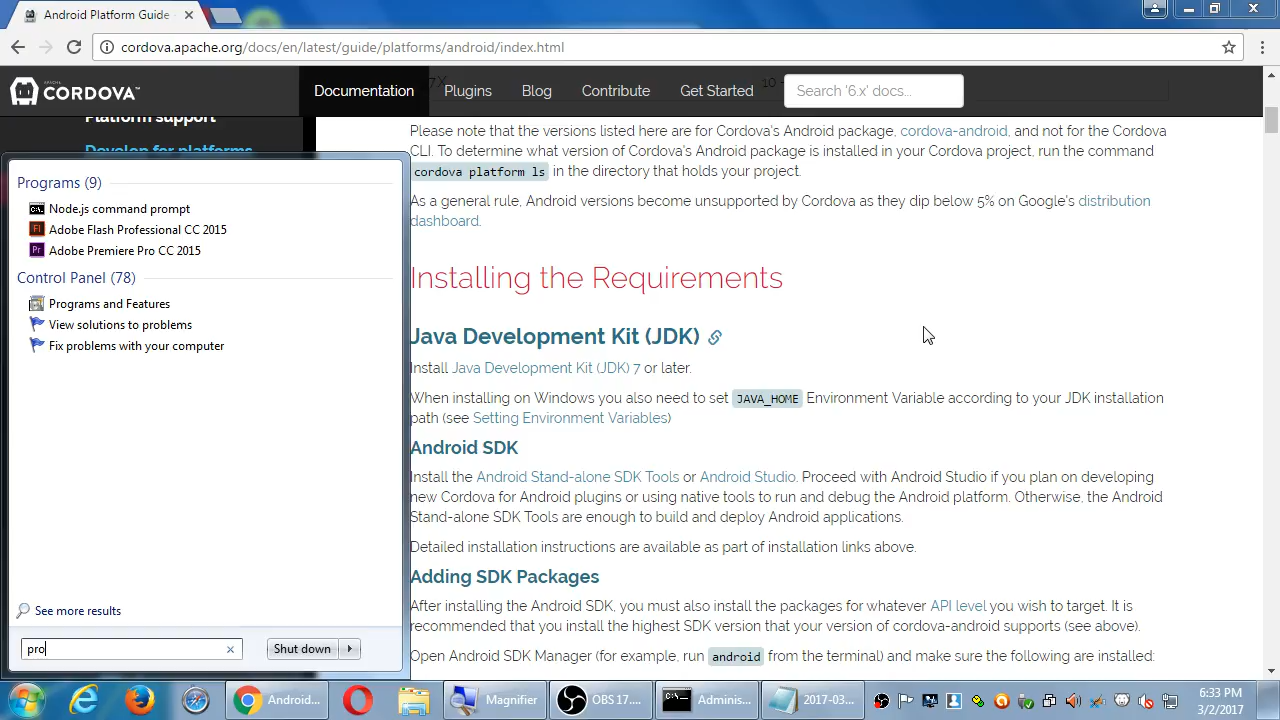 Android Platform Guide
cordova.apache.org/docs/en/latest/guide/platforms/android/index.html
APACHE
CORDOVA™
Documentation
Plugins
Blog
Contribute
Get Started
Search '6.x' docs...
Platform support
Develop for platforms
Please note that the versions listed here are for Cordova's Android package, cordova-android, and not for the Cordova
CLI. To determine what version of Cordova's Android package is installed in your Cordova project, run the command
cordova platform ls in the directory that holds your project.
As a general rule, Android versions become unsupported by Cordova as they dip below 5% on Google's distribution
dashboard.
Installing the Requirements
Java Development Kit (JDK)
Install Java Development Kit (JDK) 7 or later.
When installing on Windows you also need to set JAVA_HOME Environment Variable according to your JDK installation
path (see Setting Environment Variables)
Android SDK
Install the Android Stand-alone SDK Tools or Android Studio. Proceed with Android Studio if you plan on developing
new Cordova for Android plugins or using native tools to run and debug the Android platform. Otherwise, the Android
Stand-alone SDK Tools are enough to build and deploy Android applications.
Detailed installation instructions are available as part of installation links above.
Adding SDK Packages
After installing the Android SDK, you must also install the packages for whatever API level you wish to target. It is
recommended that you install the highest SDK version that your version of cordova-android supports (see above).
Open Android SDK Manager (for example, run android from the terminal) and make sure the following are installed:
Programs (9)
Node.js command prompt
Adobe Flash Professional CC 2015
Adobe Premiere Pro CC 2015
Control Panel (78)
Programs and Features
View solutions to problems
Fix problems with your computer
See more results
pro
Shut down
Android...
Magnifier
OBS 17....
Adminis...
2017-03...
6:33 PM
3/2/2017